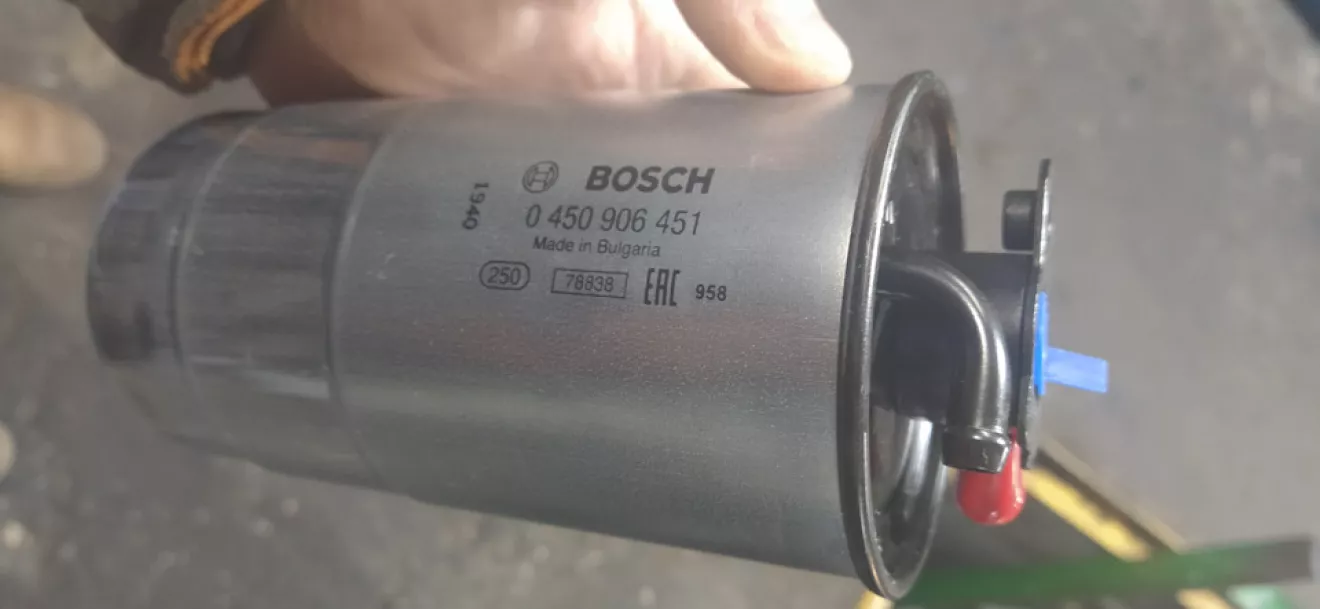 BOSCH
0 450 906 451
Made in Bulgaria
250 78838 EAC 958
1940